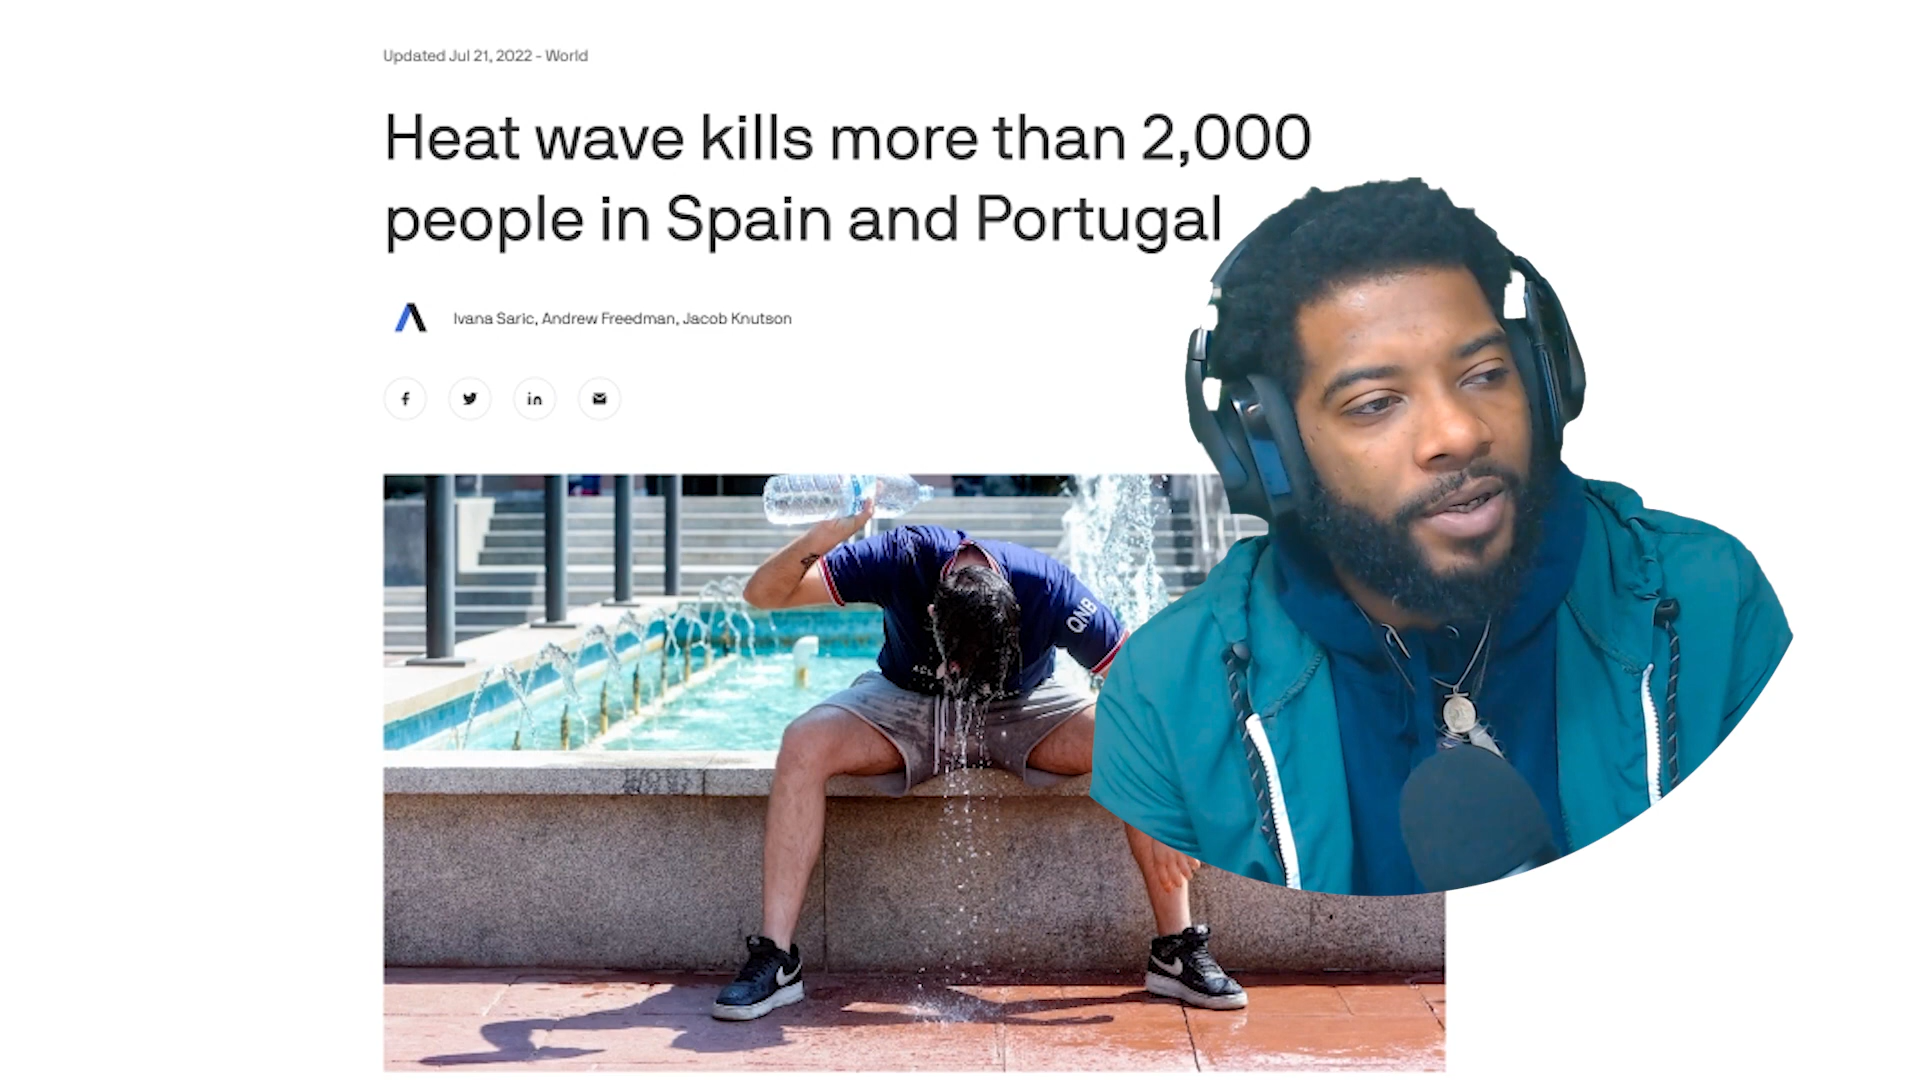 Updated Jul 21, 2022 - World
Heat wave kills more than 2,000
people in Spain and Portugal
Ivana Saric, Andrew Freedman, Jacob Knutson
QNB